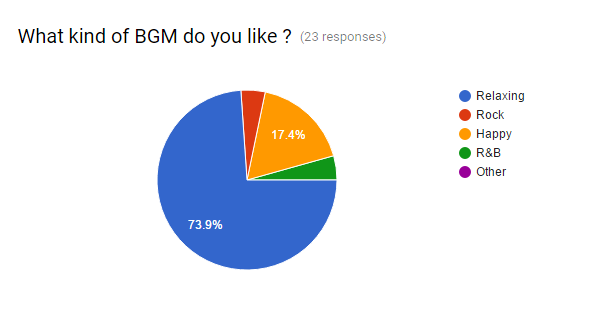 What kind of BGM do you like ? (23 responses)
Relaxing
Rock
Happy
R&B
Other
17.4%
73.9%